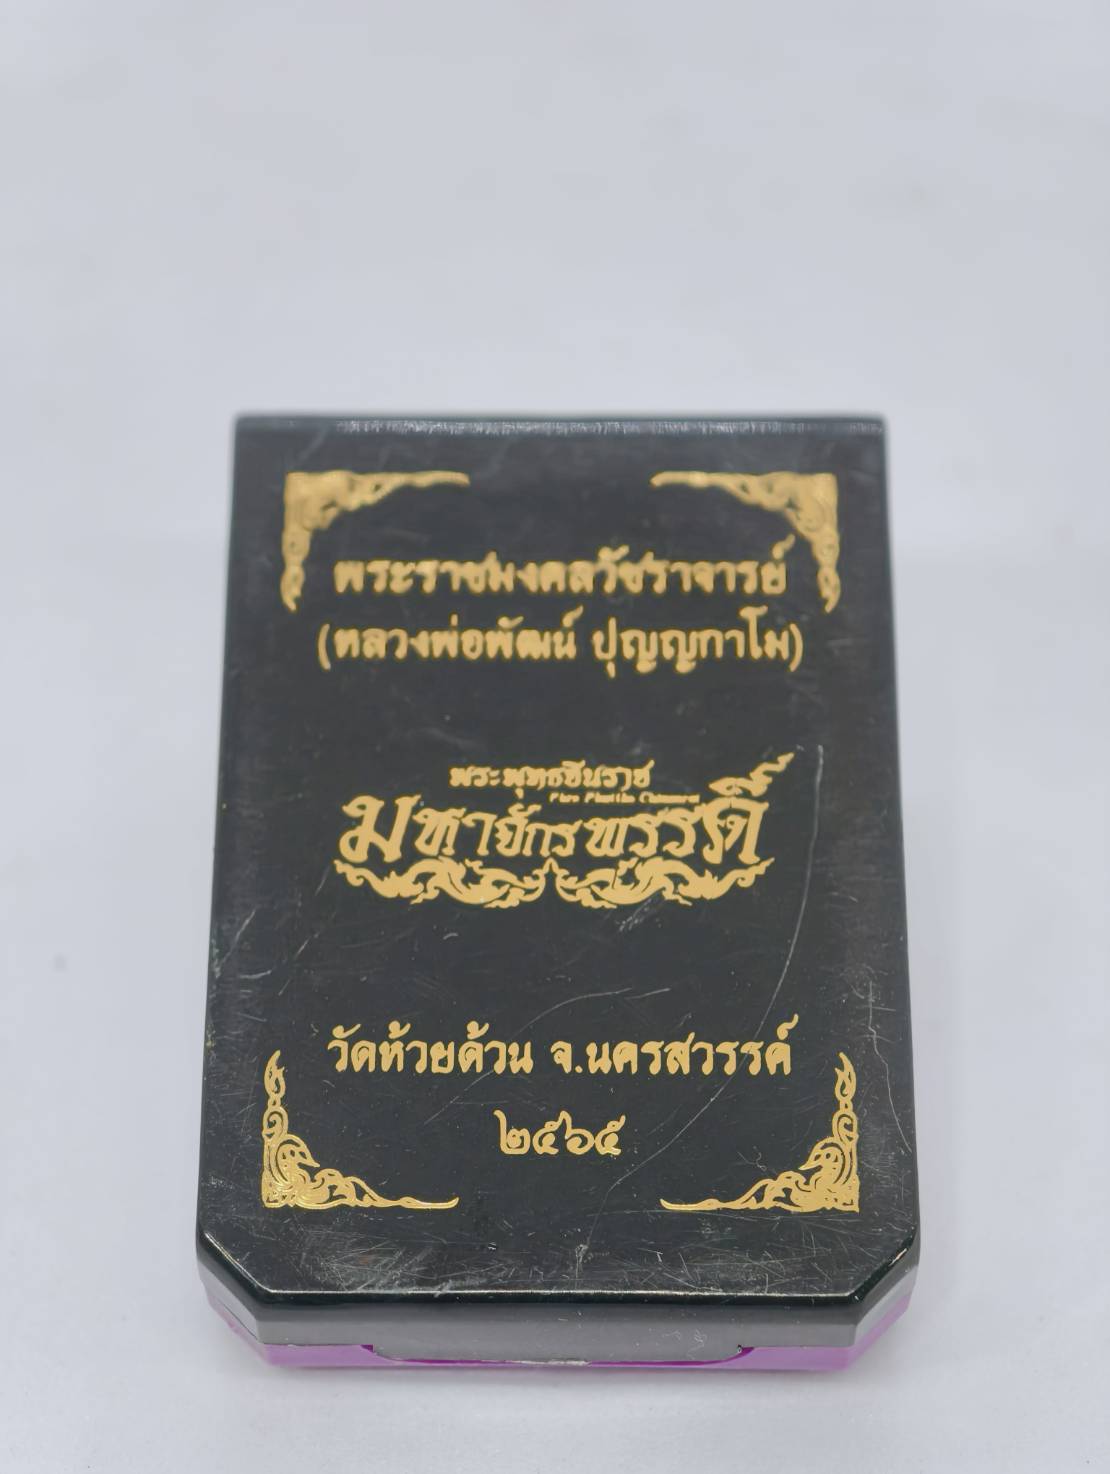 พระราชมงคลวัชราจารย์
(หลวงพ่อพัฒน์ ปุญญกาโม)
พระพุทธชินราช
มหาจักรพรรดิ์
วัดห้วยด้วน จ.นครสวรรค์
๒๕๖๕